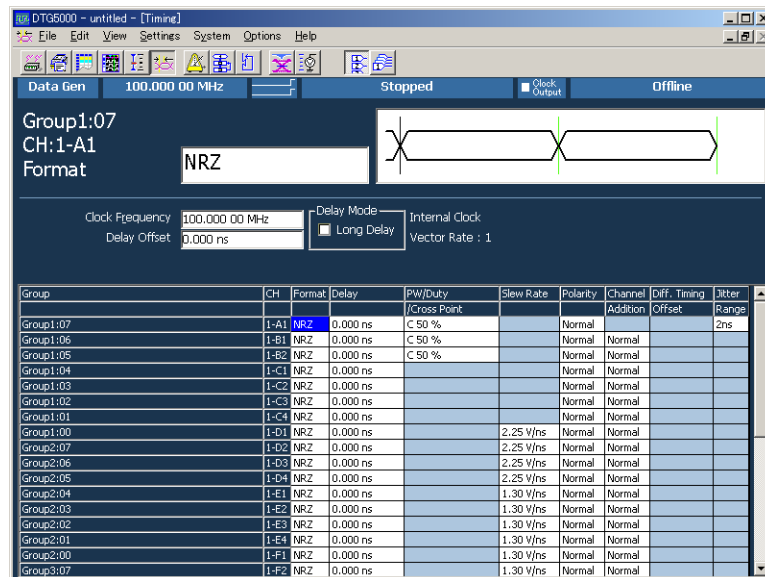 DTG5000 - untitled - [Timing]
File Edit View Settings System Options Help
Data Gen 100.000 00 MHz Stopped Clock Output Offline
Group1:07
CH:1-A1
Format NRZ
Clock Frequency 100.000 00 MHz Delay Mode Internal Clock
Delay Offset 0.000 ns Long Delay Vector Rate : 1
Group CH Format Delay PW/Duty Slew Rate Polarity Channel Diff. Timing Jitter
/Cross Point Addition Offset Range
Group1:07 1-A1 NRZ 0.000 ns C 50 % Normal 2ns
Group1:06 1-B1 NRZ 0.000 ns C 50 % Normal Normal
Group1:05 1-B2 NRZ 0.000 ns C 50 % Normal Normal
Group1:04 1-C1 NRZ 0.000 ns Normal Normal
Group1:03 1-C2 NRZ 0.000 ns Normal Normal
Group1:02 1-C3 NRZ 0.000 ns Normal Normal
Group1:01 1-C4 NRZ 0.000 ns Normal Normal
Group1:00 1-D1 NRZ 0.000 ns 2.25 V/ns Normal Normal
Group2:07 1-D2 NRZ 0.000 ns 2.25 V/ns Normal Normal
Group2:06 1-D3 NRZ 0.000 ns 2.25 V/ns Normal Normal
Group2:05 1-D4 NRZ 0.000 ns 2.25 V/ns Normal Normal
Group2:04 1-E1 NRZ 0.000 ns 1.30 V/ns Normal Normal
Group2:03 1-E2 NRZ 0.000 ns 1.30 V/ns Normal Normal
Group2:02 1-E3 NRZ 0.000 ns 1.30 V/ns Normal Normal
Group2:01 1-E4 NRZ 0.000 ns 1.30 V/ns Normal Normal
Group2:00 1-F1 NRZ 0.000 ns 1.30 V/ns Normal Normal
Group3:07 1-F2 NRZ 0.000 ns 1.30 V/ns Normal Normal